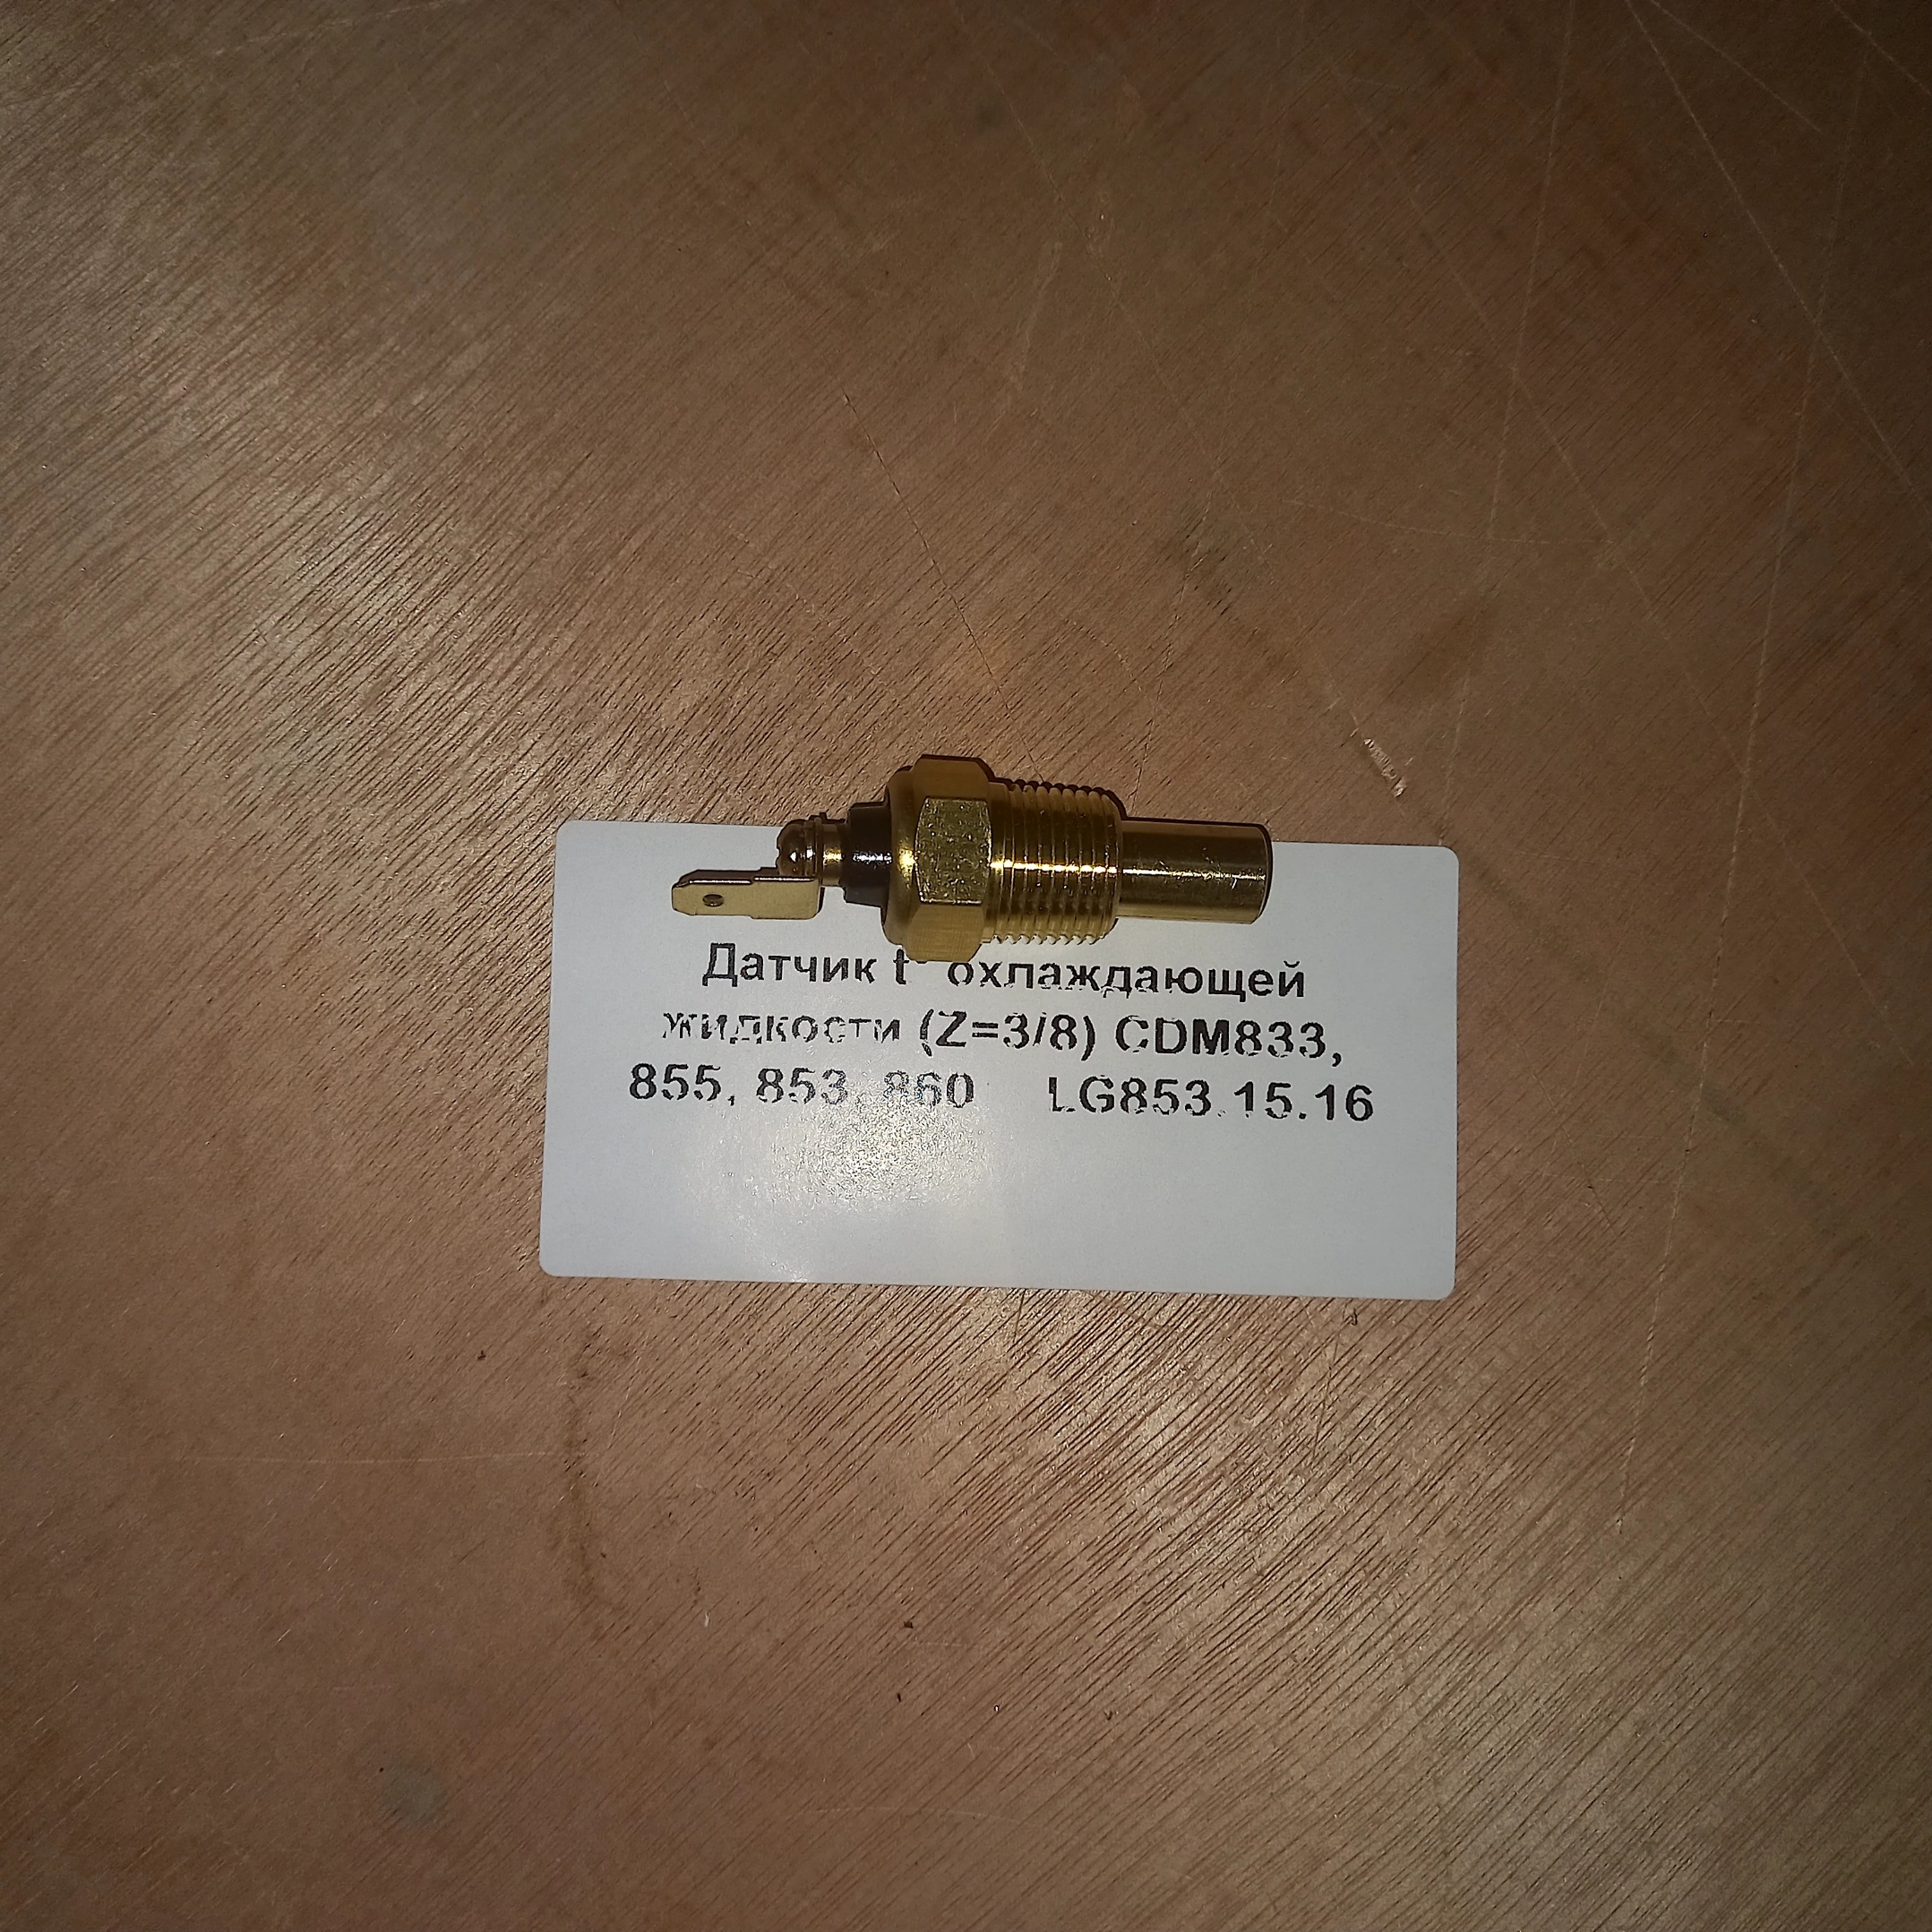 Датчик t° охлаждающей
жидкости (Z=3/8) CDM833,
855, 853, 860 LG853.15.16